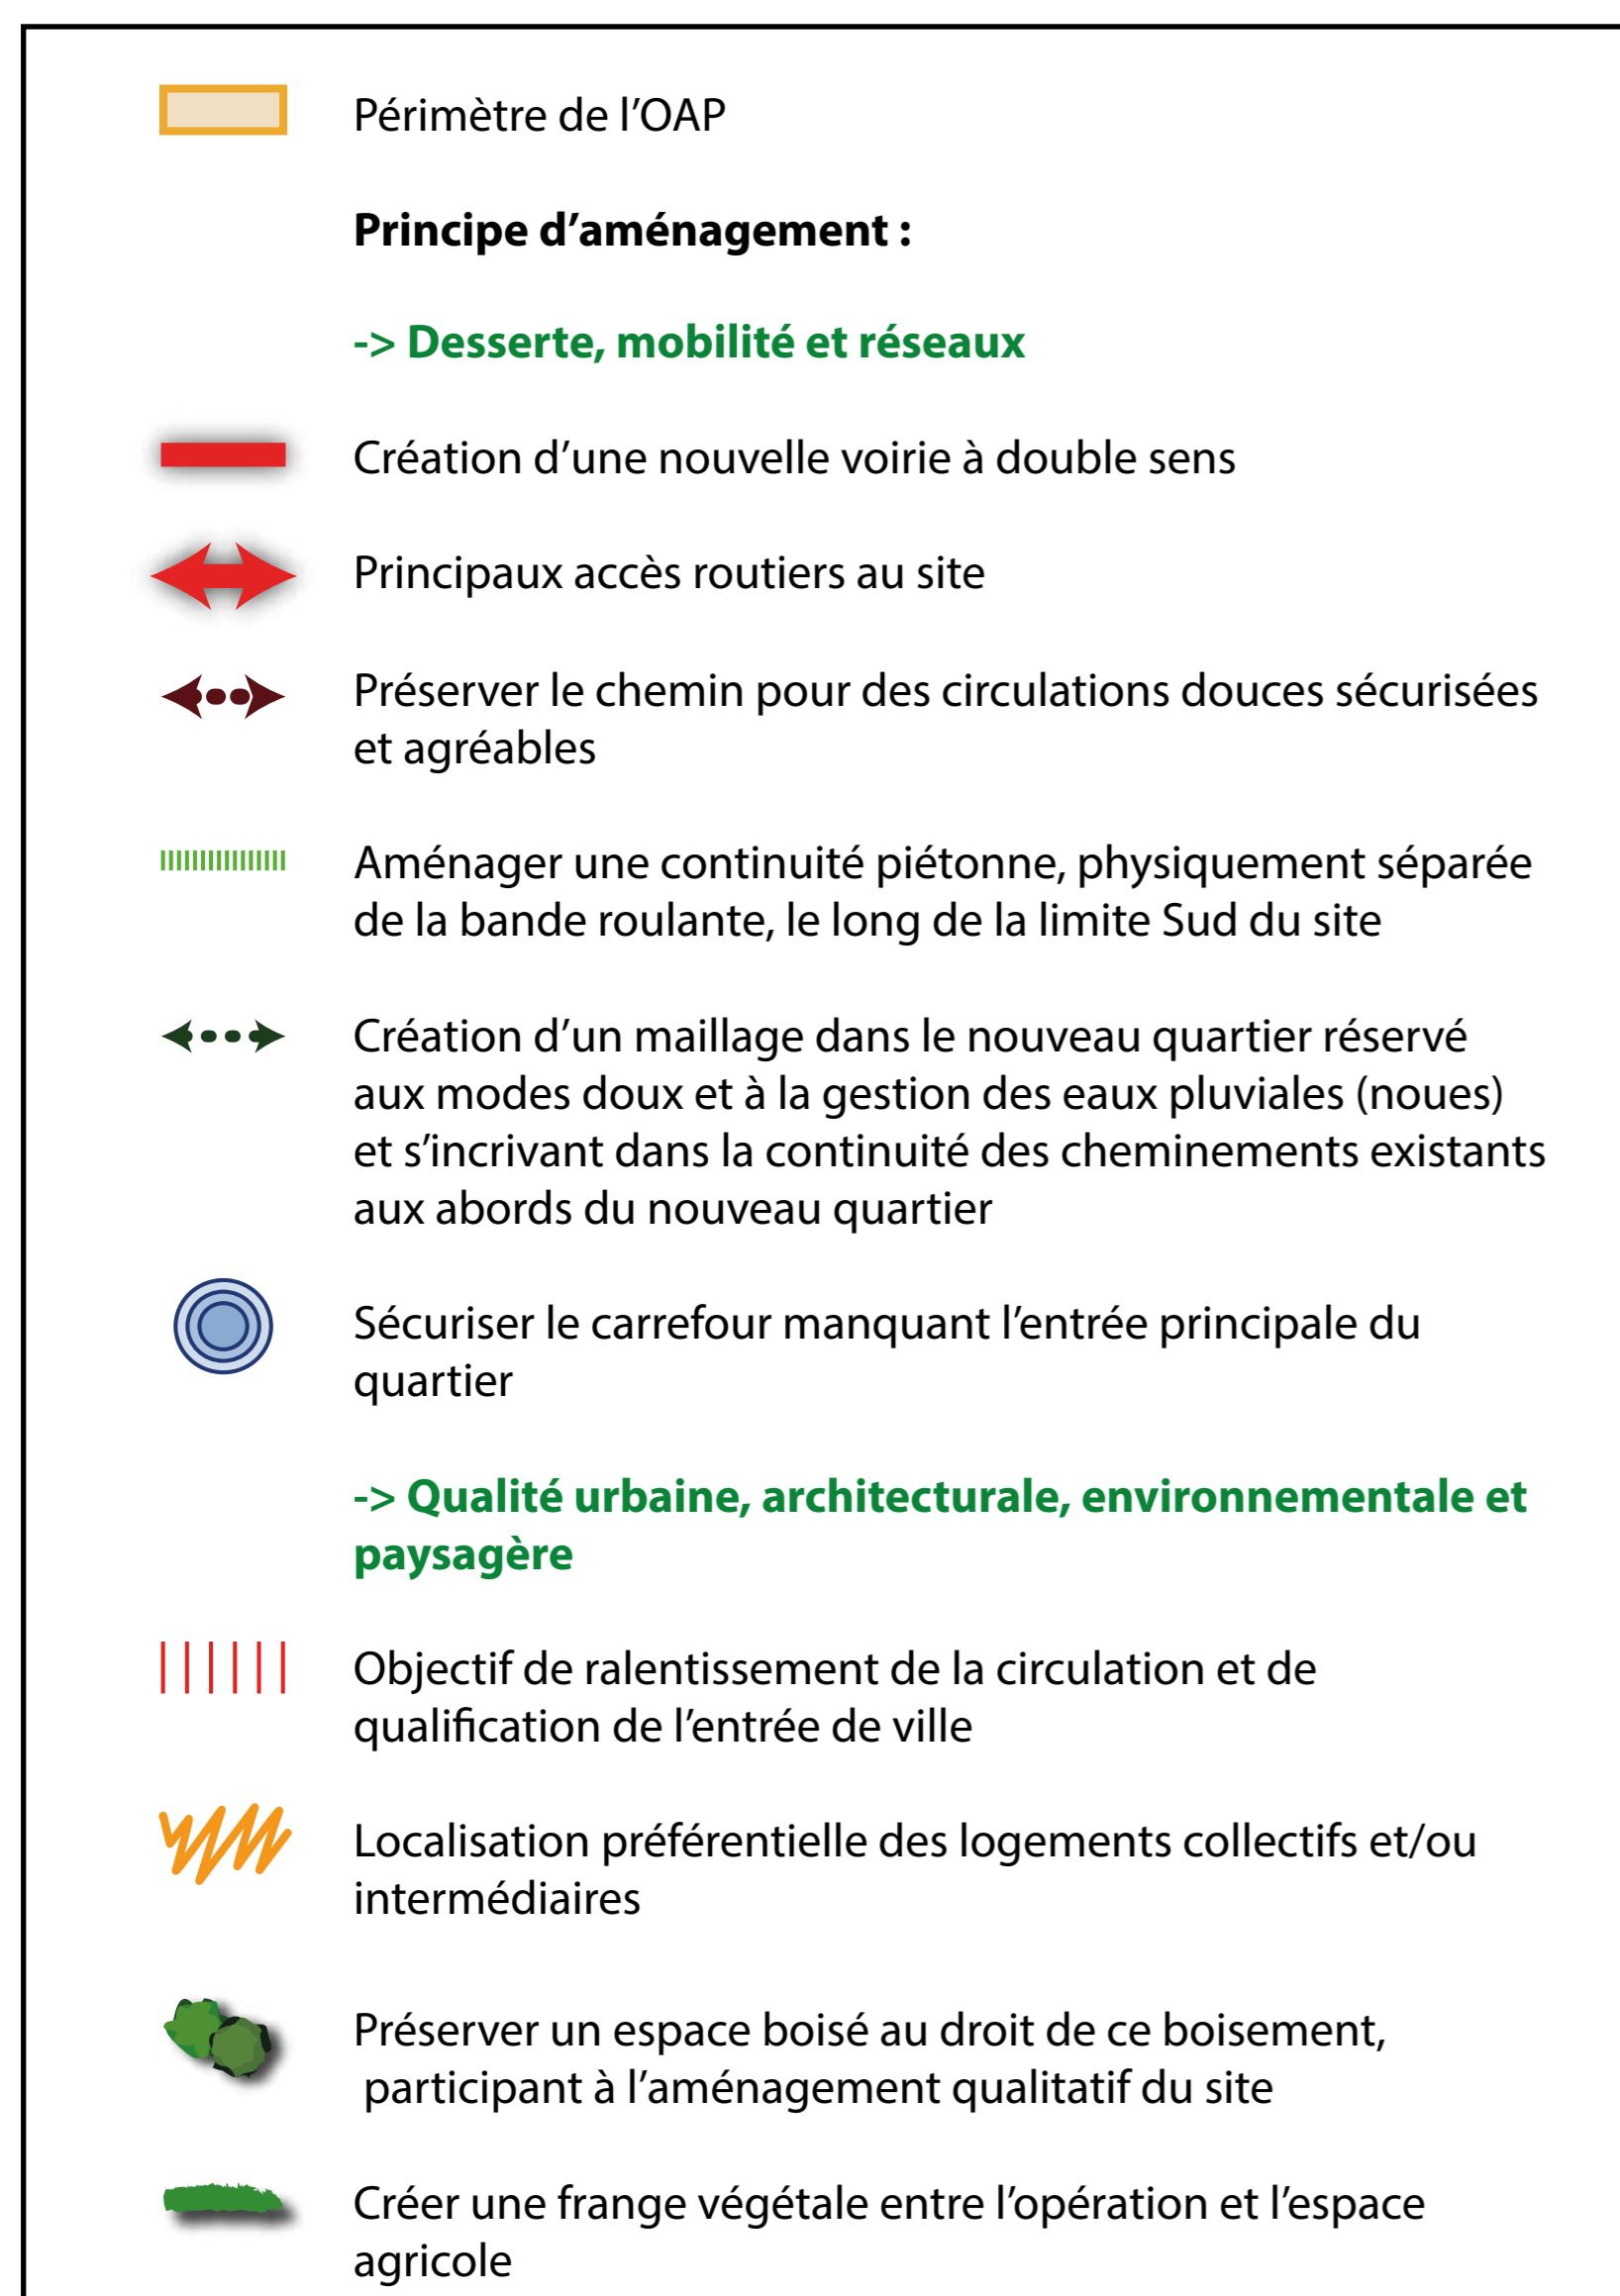 Périmètre de l’OAP
Principe d’aménagement :
-> Desserte, mobilité et réseaux
Création d’une nouvelle voirie à double sens
Principaux accès routiers au site
Préserver le chemin pour des circulations douces sécurisées
et agréables
Aménager une continuité piétonne, physiquement séparée
de la bande roulante, le long de la limite Sud du site
Création d’un maillage dans le nouveau quartier réservé
aux modes doux et à la gestion des eaux pluviales (noues)
et s’incrivant dans la continuité des cheminements existants
aux abords du nouveau quartier
Sécuriser le carrefour manquant l’entrée principale du
quartier
-> Qualité urbaine, architecturale, environnementale et
paysagère
Objectif de ralentissement de la circulation et de
qualification de l’entrée de ville
Localisation préférentielle des logements collectifs et/ou
intermédiaires
Préserver un espace boisé au droit de ce boisement,
participant à l’aménagement qualitatif du site
Créer une frange végétale entre l’opération et l’espace
agricole